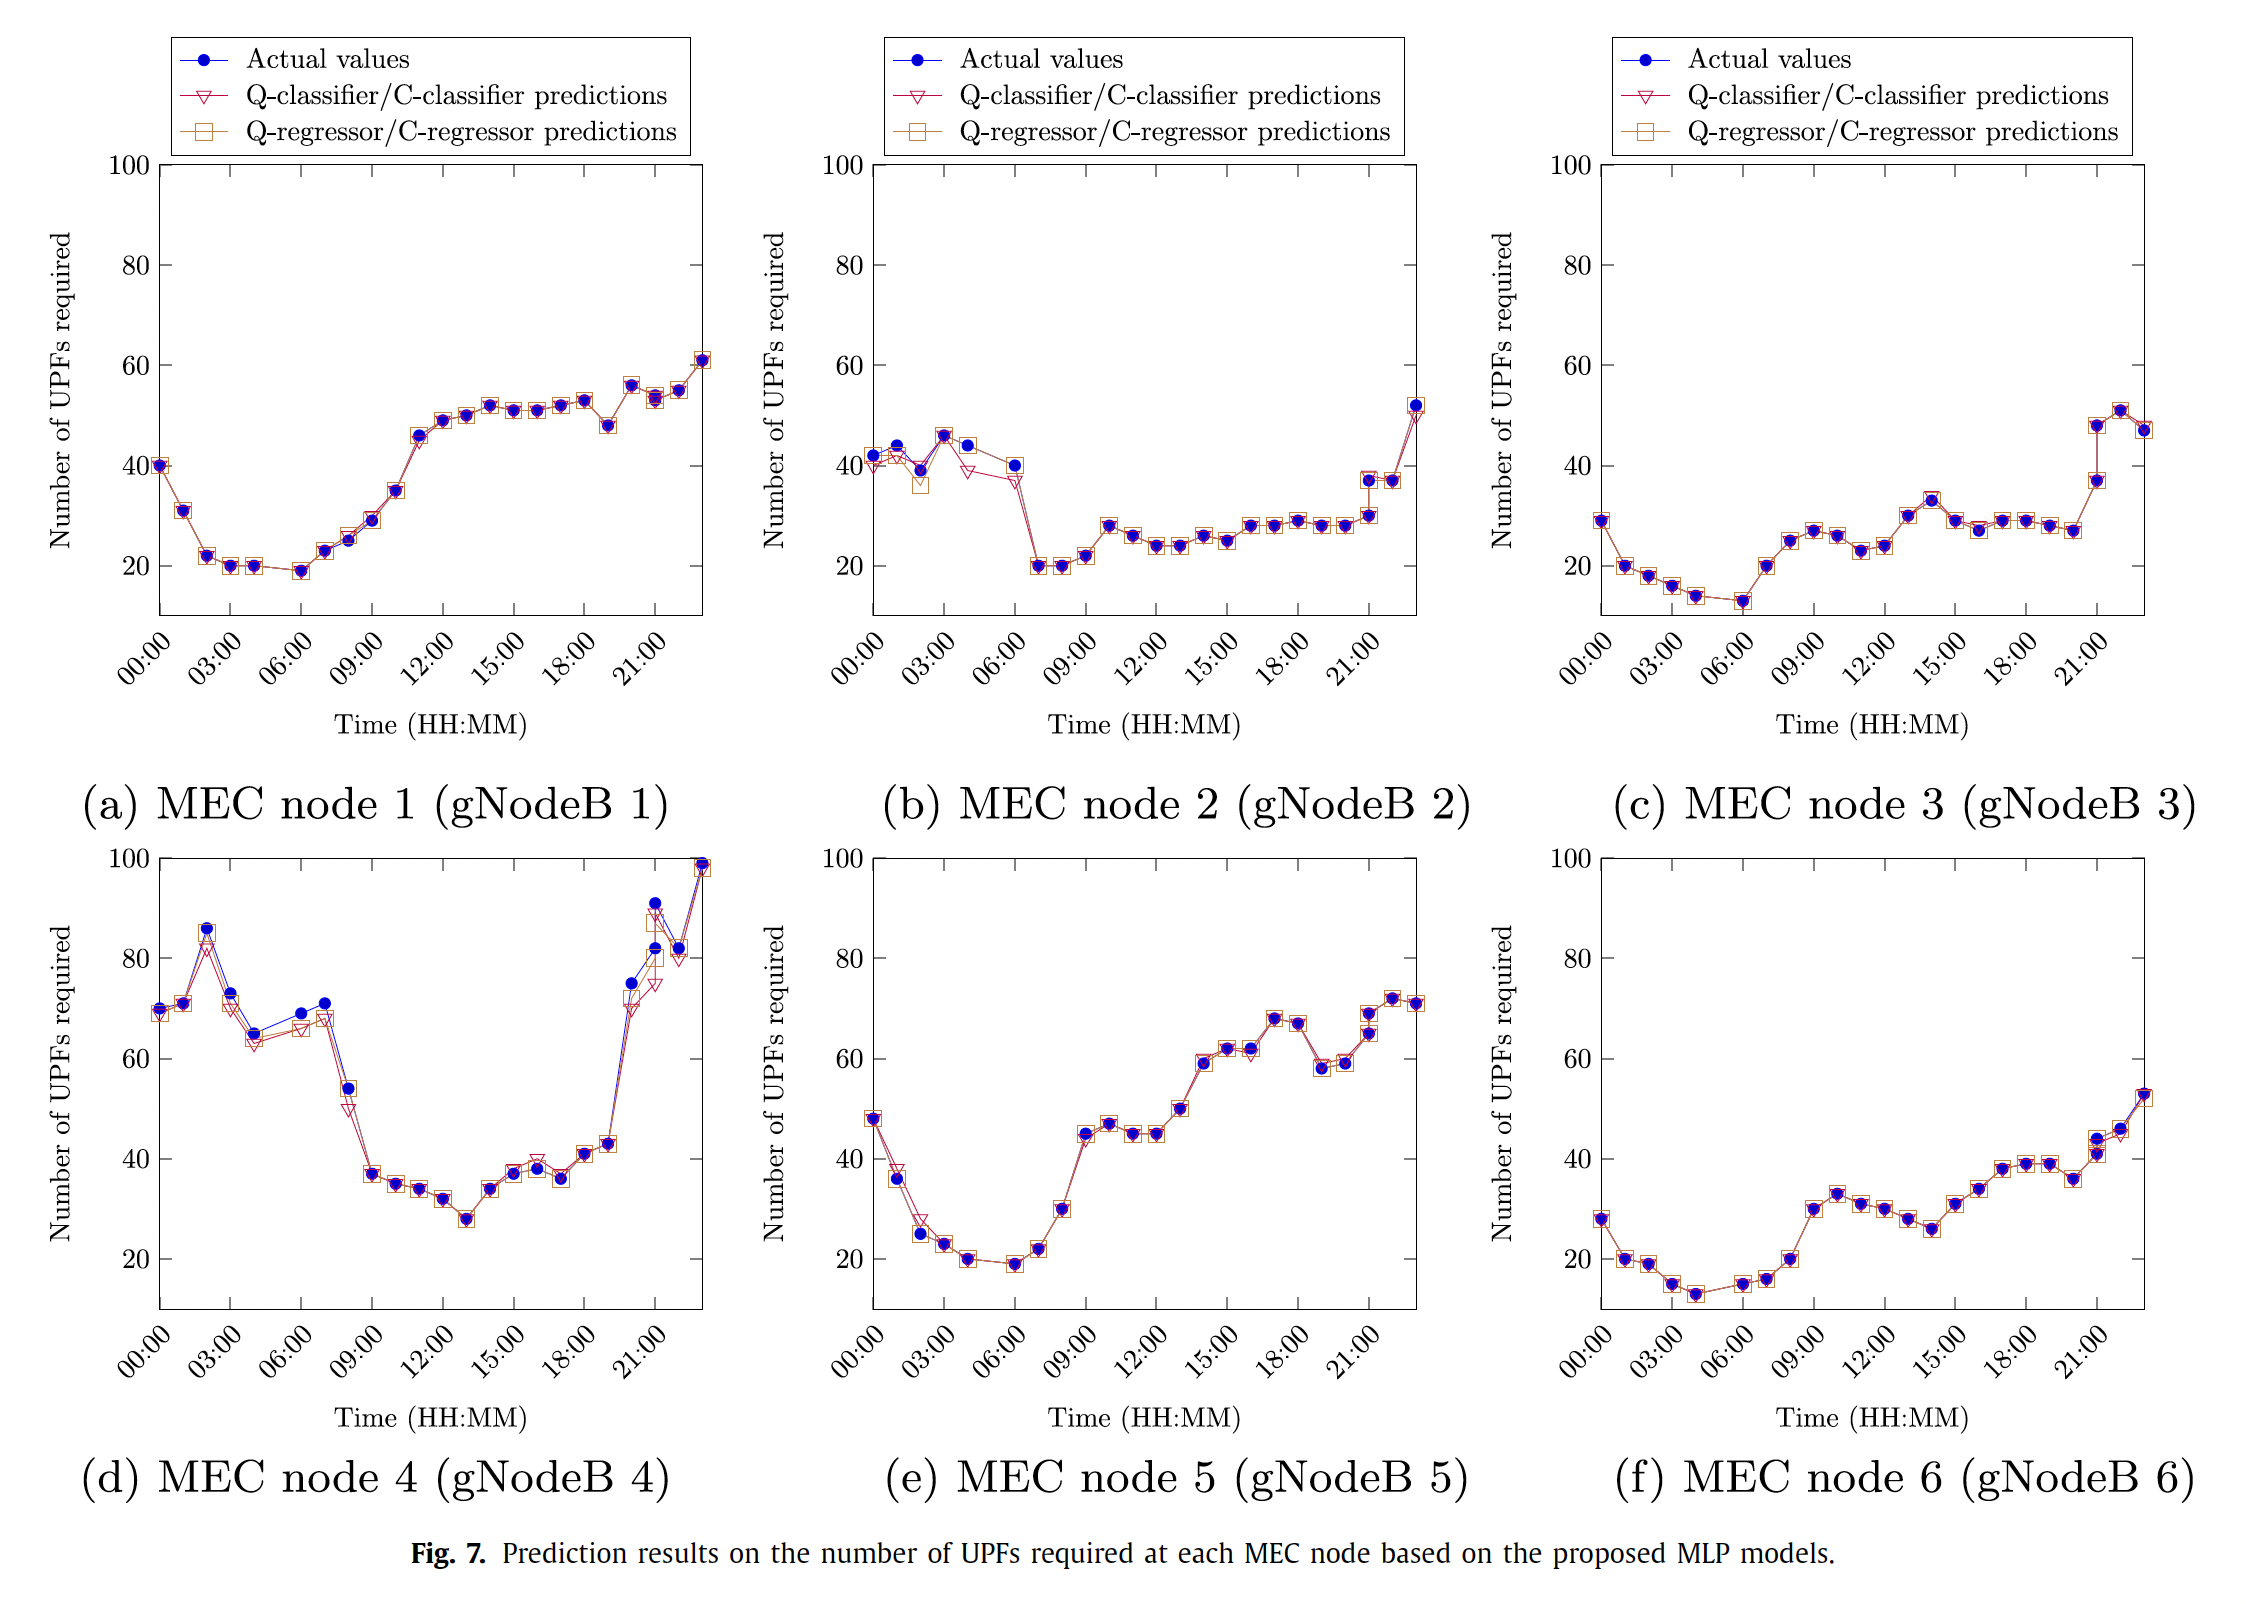 Actual values
Q-classifier/C-classifier predictions
Q-regressor/C-regressor predictions
100
80
60
40
20
Number of UPFs required
00:00 03:00 06:00 09:00 12:00 15:00 18:00 21:00
Time (HH:MM)
(a) MEC node 1 (gNodeB 1)
Actual values
Q-classifier/C-classifier predictions
Q-regressor/C-regressor predictions
100
80
60
40
20
Number of UPFs required
00:00 03:00 06:00 09:00 12:00 15:00 18:00 21:00
Time (HH:MM)
(b) MEC node 2 (gNodeB 2)
Actual values
Q-classifier/C-classifier predictions
Q-regressor/C-regressor predictions
100
80
60
40
20
Number of UPFs required
00:00 03:00 06:00 09:00 12:00 15:00 18:00 21:00
Time (HH:MM)
(c) MEC node 3 (gNodeB 3)
100
80
60
40
20
Number of UPFs required
00:00 03:00 06:00 09:00 12:00 15:00 18:00 21:00
Time (HH:MM)
(d) MEC node 4 (gNodeB 4)
100
80
60
40
20
Number of UPFs required
00:00 03:00 06:00 09:00 12:00 15:00 18:00 21:00
Time (HH:MM)
(e) MEC node 5 (gNodeB 5)
100
80
60
40
20
Number of UPFs required
00:00 03:00 06:00 09:00 12:00 15:00 18:00 21:00
Time (HH:MM)
(f) MEC node 6 (gNodeB 6)
Fig. 7. Prediction results on the number of UPFs required at each MEC node based on the proposed MLP models.